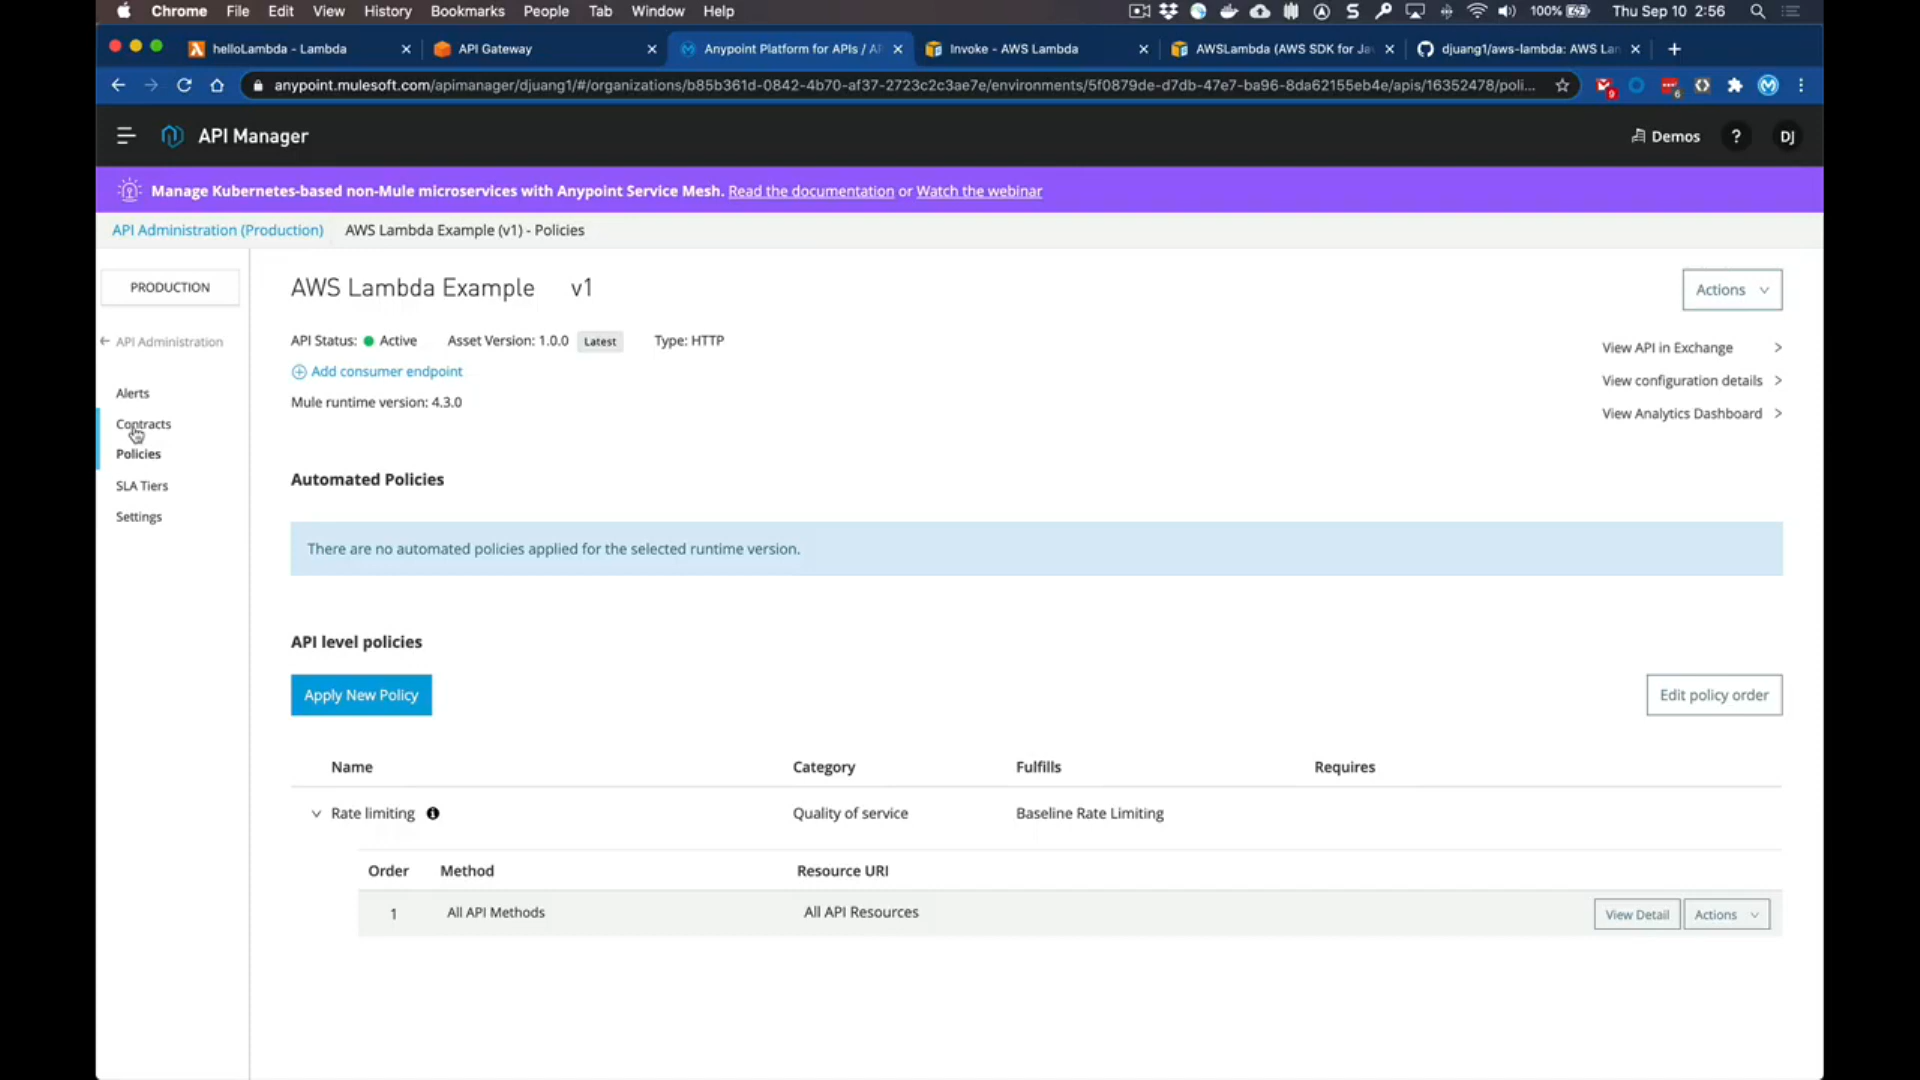 Chrome File Edit View History Bookmarks People Tab Window Help 100% Thu Sep 10 2:56
helloLambda - Lambda API Gateway Anypoint Platform for APIs / A Invoke - AWS Lambda AWSLambda (AWS SDK for Ja djuang1/aws-lambda: AWS Lan
anypoint.mulesoft.com/apimanager/djuang1/#/organizations/b85b361d-0842-4b70-af37-2723c2c3ae7e/environments/5f0879de-d7db-47e7-ba96-8da62155eb4e/apis/16352478/poli...
API Manager Demos ? DJ
Manage Kubernetes-based non-Mule microservices with Anypoint Service Mesh. Read the documentation or Watch the webinar
API Administration (Production) AWS Lambda Example (v1) - Policies
PRODUCTION
API Administration
Alerts
Contracts
Policies
SLA Tiers
Settings
AWS Lambda Example v1
Actions
API Status: Active Asset Version: 1.0.0 Latest Type: HTTP
Add consumer endpoint
Mule runtime version: 4.3.0
View API in Exchange
View configuration details
View Analytics Dashboard
Automated Policies
There are no automated policies applied for the selected runtime version.
API level policies
Apply New Policy Edit policy order
Name Category Fulfills Requires
Rate limiting Quality of service Baseline Rate Limiting
Order Method Resource URI
1 All API Methods All API Resources View Detail Actions